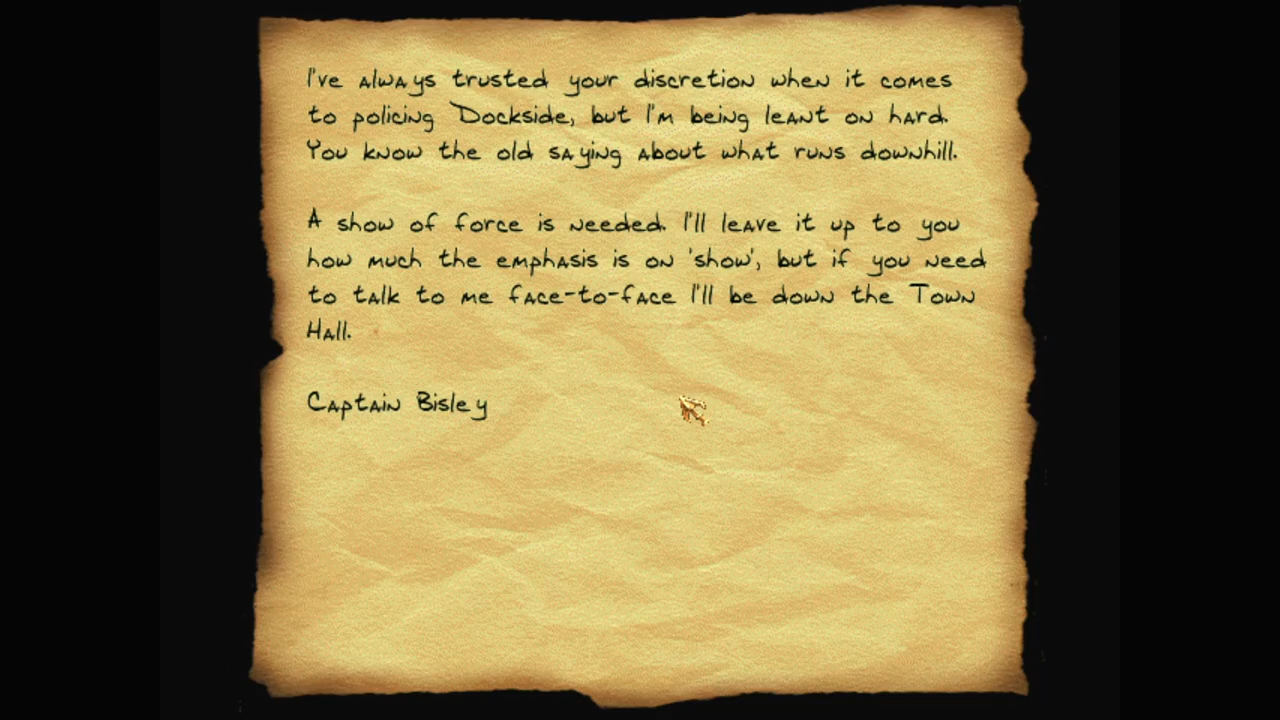 I've always trusted your discretion when it comes
to policing Dockside, but I'm being leant on hard.
You know the old saying about what runs downhill.
A show of force is needed. I'll leave it up to you
how much the emphasis is on 'show', but if you need
to talk to me face-to-face I'll be down the Town
Hall.
Captain Bisley